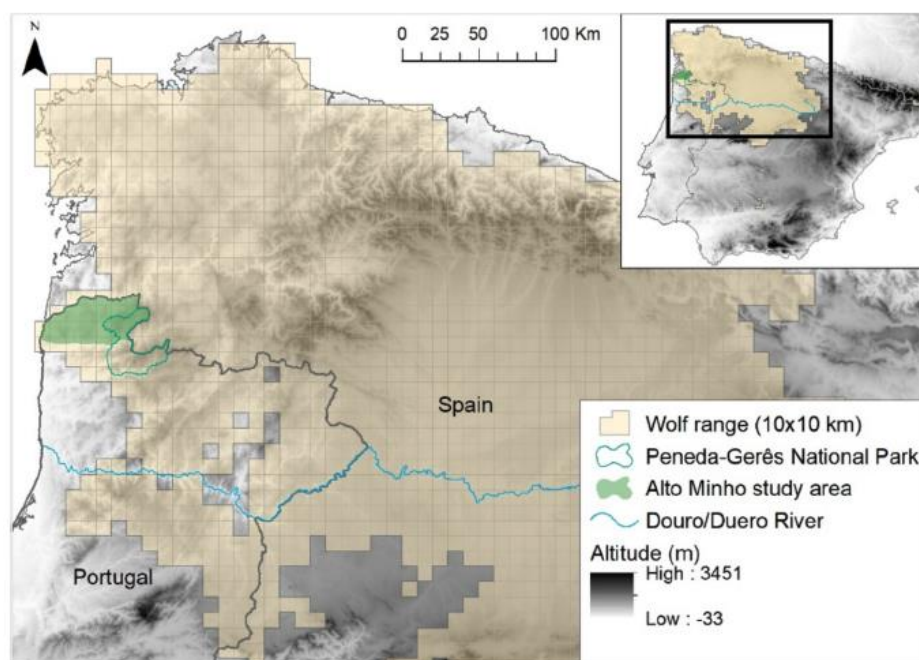 N
0 25 50 100 Km
Spain
Portugal
Wolf range (10x10 km)
Peneda-Gerês National Park
Alto Minho study area
Douro/Duero River
Altitude (m)
High : 3451
Low : -33